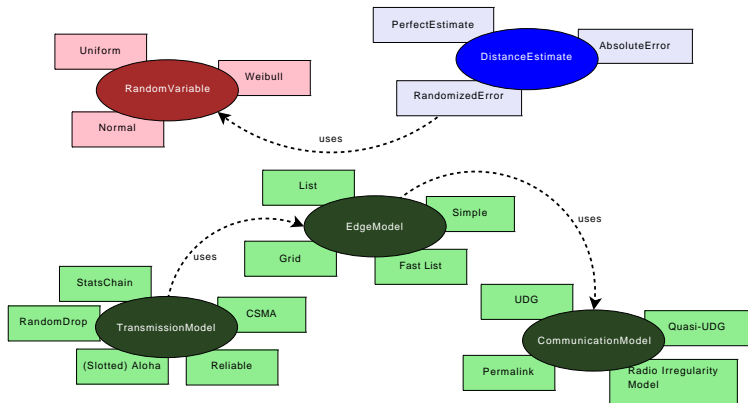 PerfectEstimate
Uniform
AbsoluteError
DistanceEstimate
Weibull
RandomVariable
RandomizedError
Normal
uses
List
Simple
uses
EdgeModel
uses
Grid
Fast List
StatsChain
UDG
CSMA
RandomDrop
TransmissionModel
Quasi-UDG
CommunicationModel
(Slotted) Aloha
Reliable
Permalink
Radio Irregularity
Model